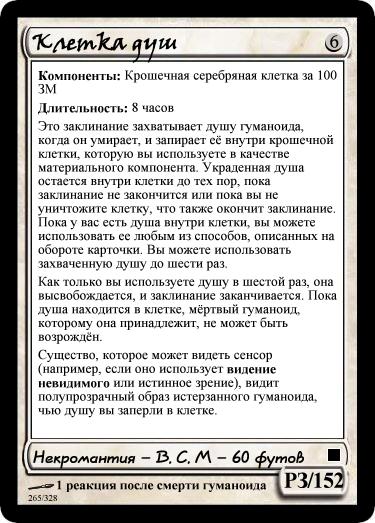 Клетка душ
6
Компоненты: Крошечная серебряная клетка за 100
ЗМ
Длительность: 8 часов
Это заклинание захватывает душу гуманоида,
когда он умирает, и запирает её внутри крошечной
клетки, которую вы используете в качестве
материального компонента. Украденная душа
остается внутри клетки до тех пор, пока
заклинание не закончится или пока вы не
уничтожите клетку, что также окончит заклинание.
Пока у вас есть душа внутри клетки, вы можете
использовать ее любым из способов, описанных на
обороте карточки. Вы можете использовать
захваченную душу до шести раз.
Как только вы используете душу в шестой раз, она
высвобождается, и заклинание заканчивается. Пока
душа находится в клетке, мёртвый гуманоид,
которому она принадлежит, не может быть
возрождён.
Существо, которое может видеть сенсор
(например, если оно использует видение
невидимого или истинное зрение), видит
полупрозрачный образ истерзанного гуманоида,
чью душу вы заперли в клетке.
Некромантия – В, С, М – 60 футов
1 реакция после смерти гуманоида
РЗ/152
265/328